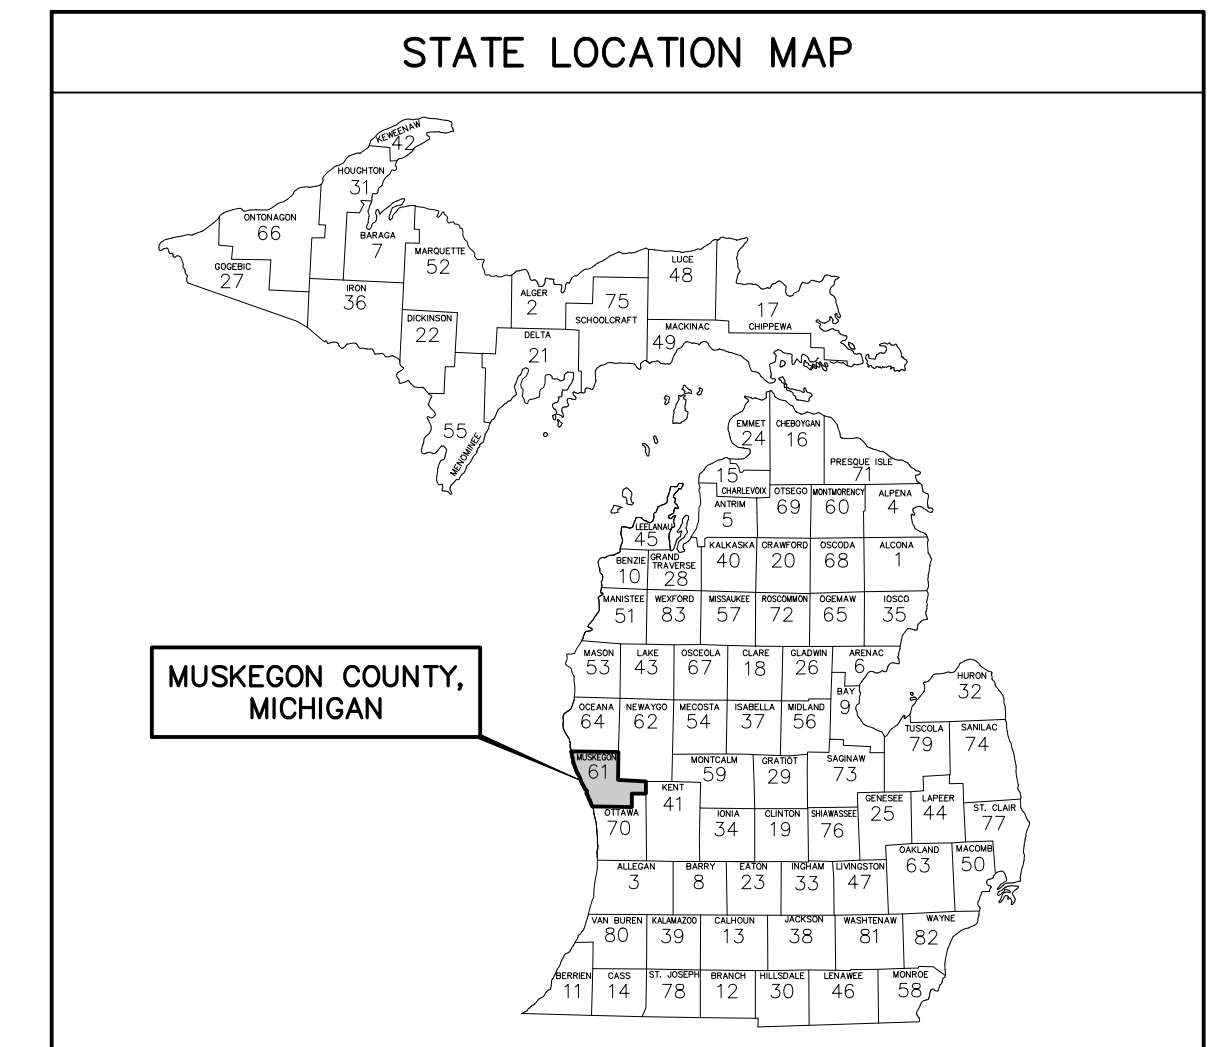 STATE LOCATION MAP
KEWEENAW
42
HOUGHTON
31
ONTONAGON
66
BARAGA
7
MARQUETTE
52
GOGEBIC
27
IRON
36
LUCE
48
ALGER
2
75
SCHOOLCRAFT
17
CHIPPEWA
DICKINSON
22
MACKINAC
49
DELTA
21
55
MENOMINEE
EMMET
24
CHEBOYGAN
16
PRESQUE ISLE
71
15
CHARLEVOIX
ANTRIM
5
OTSEGO
69
MONTMORENCY
60
ALPENA
4
LEELANAU
45
BENZIE
10
GRAND
TRAVERSE
28
KALKASKA
40
CRAWFORD
20
OSCODA
68
ALCONA
1
MANISTEE
51
WEXFORD
83
MISSAUKEE
57
ROSCOMMON
72
OGEMAW
65
IOSCO
35
MASON
53
LAKE
43
OSCEOLA
67
CLARE
18
GLADWIN
26
ARENAC
6
MUSKEGON COUNTY,
MICHIGAN
HURON
32
BAY
9
OCEANA
64
NEWAYGO
62
MECOSTA
54
ISABELLA
37
MIDLAND
56
TUSCOLA
79
SANILAC
74
MUSKEGON
61
MONTCALM
59
GRATIOT
29
SAGINAW
73
KENT
41
OTTAWA
70
IONIA
34
CLINTON
19
SHIAWASSEE
76
GENESEE
25
LAPEER
44
ST. CLAIR
77
ALLEGAN
3
BARRY
8
EATON
23
INGHAM
33
LIVINGSTON
47
OAKLAND
63
MACOMB
50
VAN BUREN
80
KALAMAZOO
39
CALHOUN
13
JACKSON
38
WASHTENAW
81
WAYNE
82
BERRIEN
11
CASS
14
ST. JOSEPH
78
BRANCH
12
HILLSDALE
30
LENAWEE
46
MONROE
58